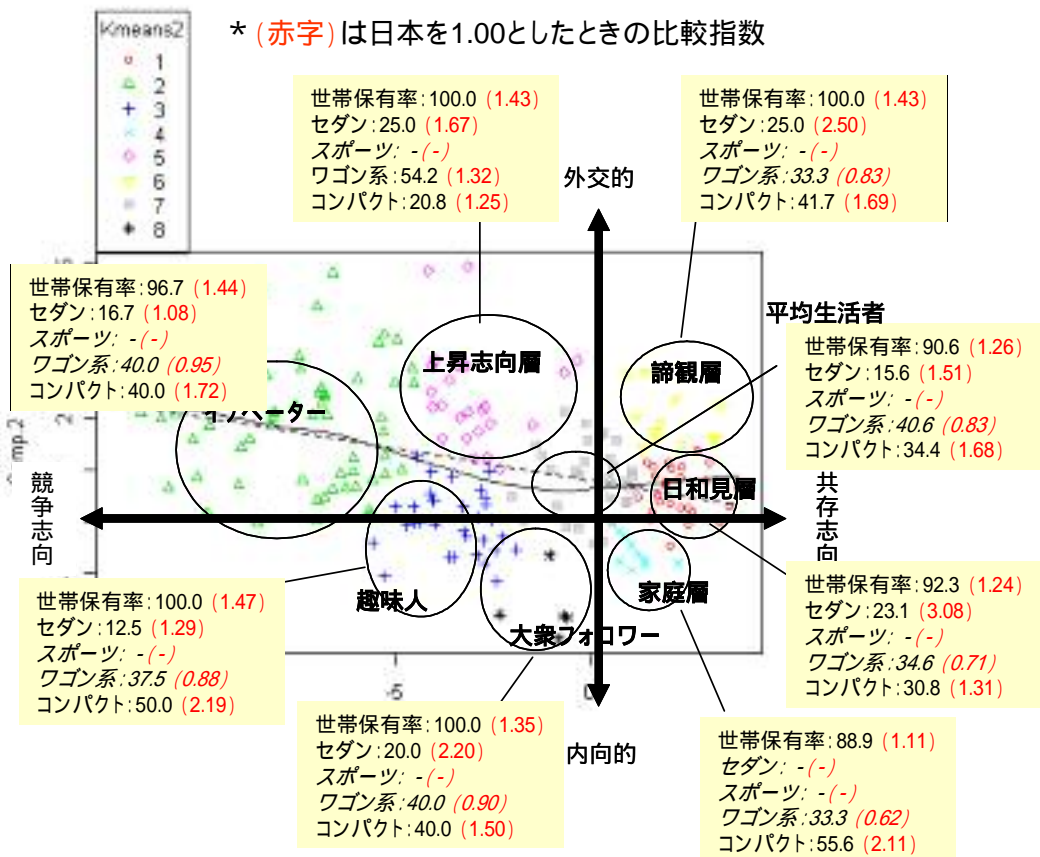 Kmeans2
1
2
3
4
5
6
7
8
* (赤字)は日本を1.00としたときの比較指数
世帯保有率:100.0 (1.43)
セダン:25.0 (1.67)
スポーツ: -(-)
ワゴン系:54.2 (1.32)
コンパクト:20.8 (1.25)
外交的
世帯保有率:100.0 (1.43)
セダン:25.0 (2.50)
スポーツ: -(-)
ワゴン系:33.3 (0.83)
コンパクト:41.7 (1.69)
世帯保有率:96.7 (1.44)
セダン:16.7 (1.08)
スポーツ: -(-)
ワゴン系:40.0 (0.95)
コンパクト:40.0 (1.72)
平均生活者
世帯保有率:90.6 (1.26)
セダン:15.6 (1.51)
スポーツ: -(-)
ワゴン系:40.6 (0.83)
コンパクト:34.4 (1.68)
上昇志向層
諦観層
イノベーター
日和見層
競争志向
共存志向
趣味人
大衆フォロワー
家庭層
世帯保有率:100.0 (1.47)
セダン:12.5 (1.29)
スポーツ: -(-)
ワゴン系:37.5 (0.88)
コンパクト:50.0 (2.19)
世帯保有率:92.3 (1.24)
セダン:23.1 (3.08)
スポーツ: -(-)
ワゴン系:34.6 (0.71)
コンパクト:30.8 (1.31)
-5
0
世帯保有率:100.0 (1.35)
セダン:20.0 (2.20)
スポーツ: -(-)
ワゴン系:40.0 (0.90)
コンパクト:40.0 (1.50)
内向的
世帯保有率:88.9 (1.11)
セダン: -(-)
スポーツ: -(-)
ワゴン系:33.3 (0.62)
コンパクト:55.6 (2.11)